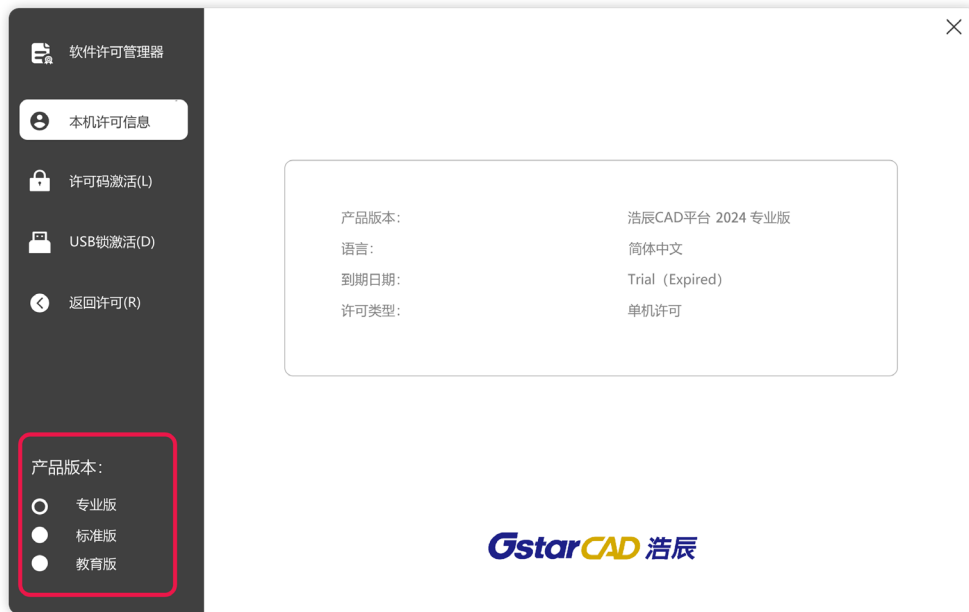 软件许可管理器
本机许可信息
许可码激活(L)
USB锁激活(D)
返回许可(R)
产品版本：
专业版
标准版
教育版
产品版本： 浩辰CAD平台 2024 专业版
语言： 简体中文
到期日期： Trial（Expired）
许可类型： 单机许可
GstarCAD 浩辰